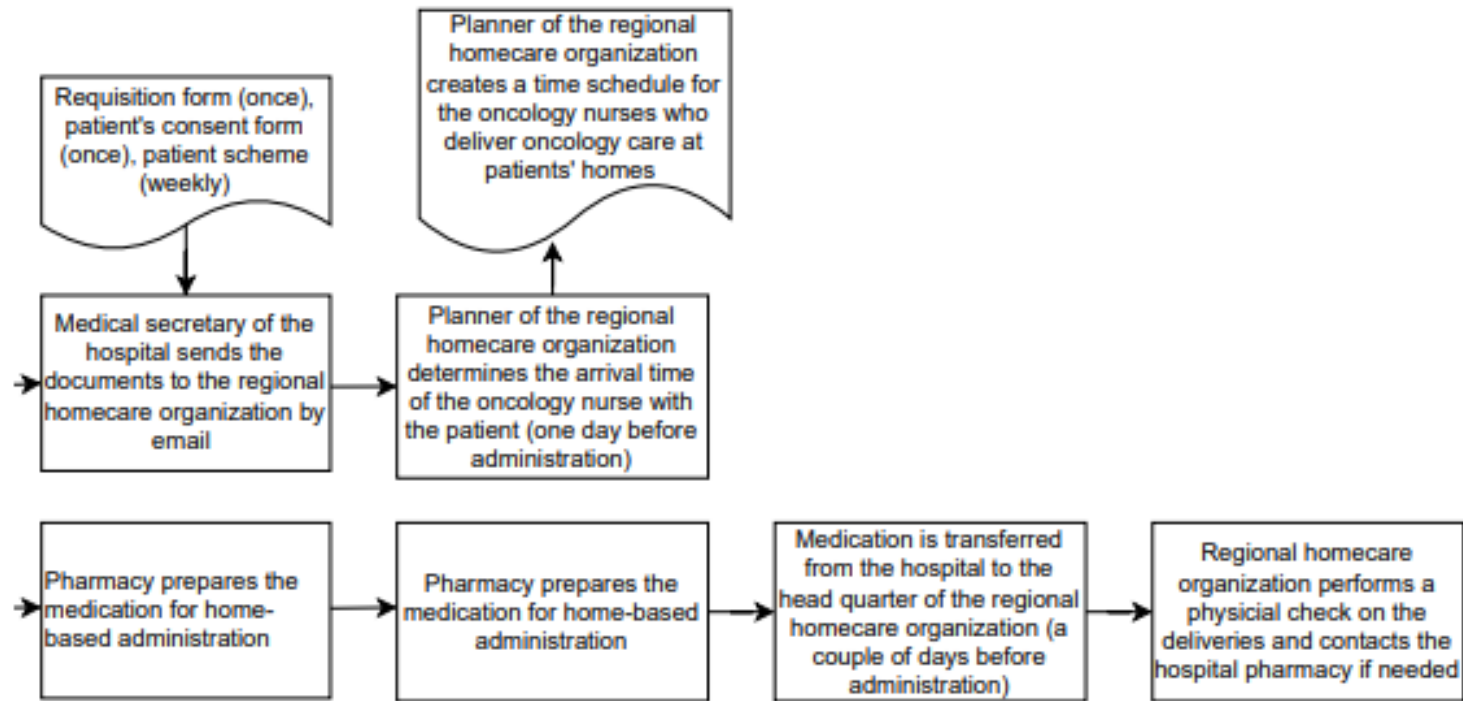 Requisition form (once),
patient's consent form
(once), patient scheme
(weekly)
Planner of the regional
homecare organization
creates a time schedule for
the oncology nurses who
deliver oncology care at
patients' homes
Medical secretary of the
hospital sends the
documents to the regional
homecare organization by
email
Planner of the regional
homecare organization
determines the arrival time
of the oncology nurse with
the patient (one day before
administration)
Pharmacy prepares the
medication for home-
based administration
Pharmacy prepares the
medication for home-based
administration
Medication is transferred
from the hospital to the
head quarter of the regional
homecare organization (a
couple of days before
administration)
Regional homecare
organization performs a
physicial check on the
deliveries and contacts the
hospital pharmacy if needed